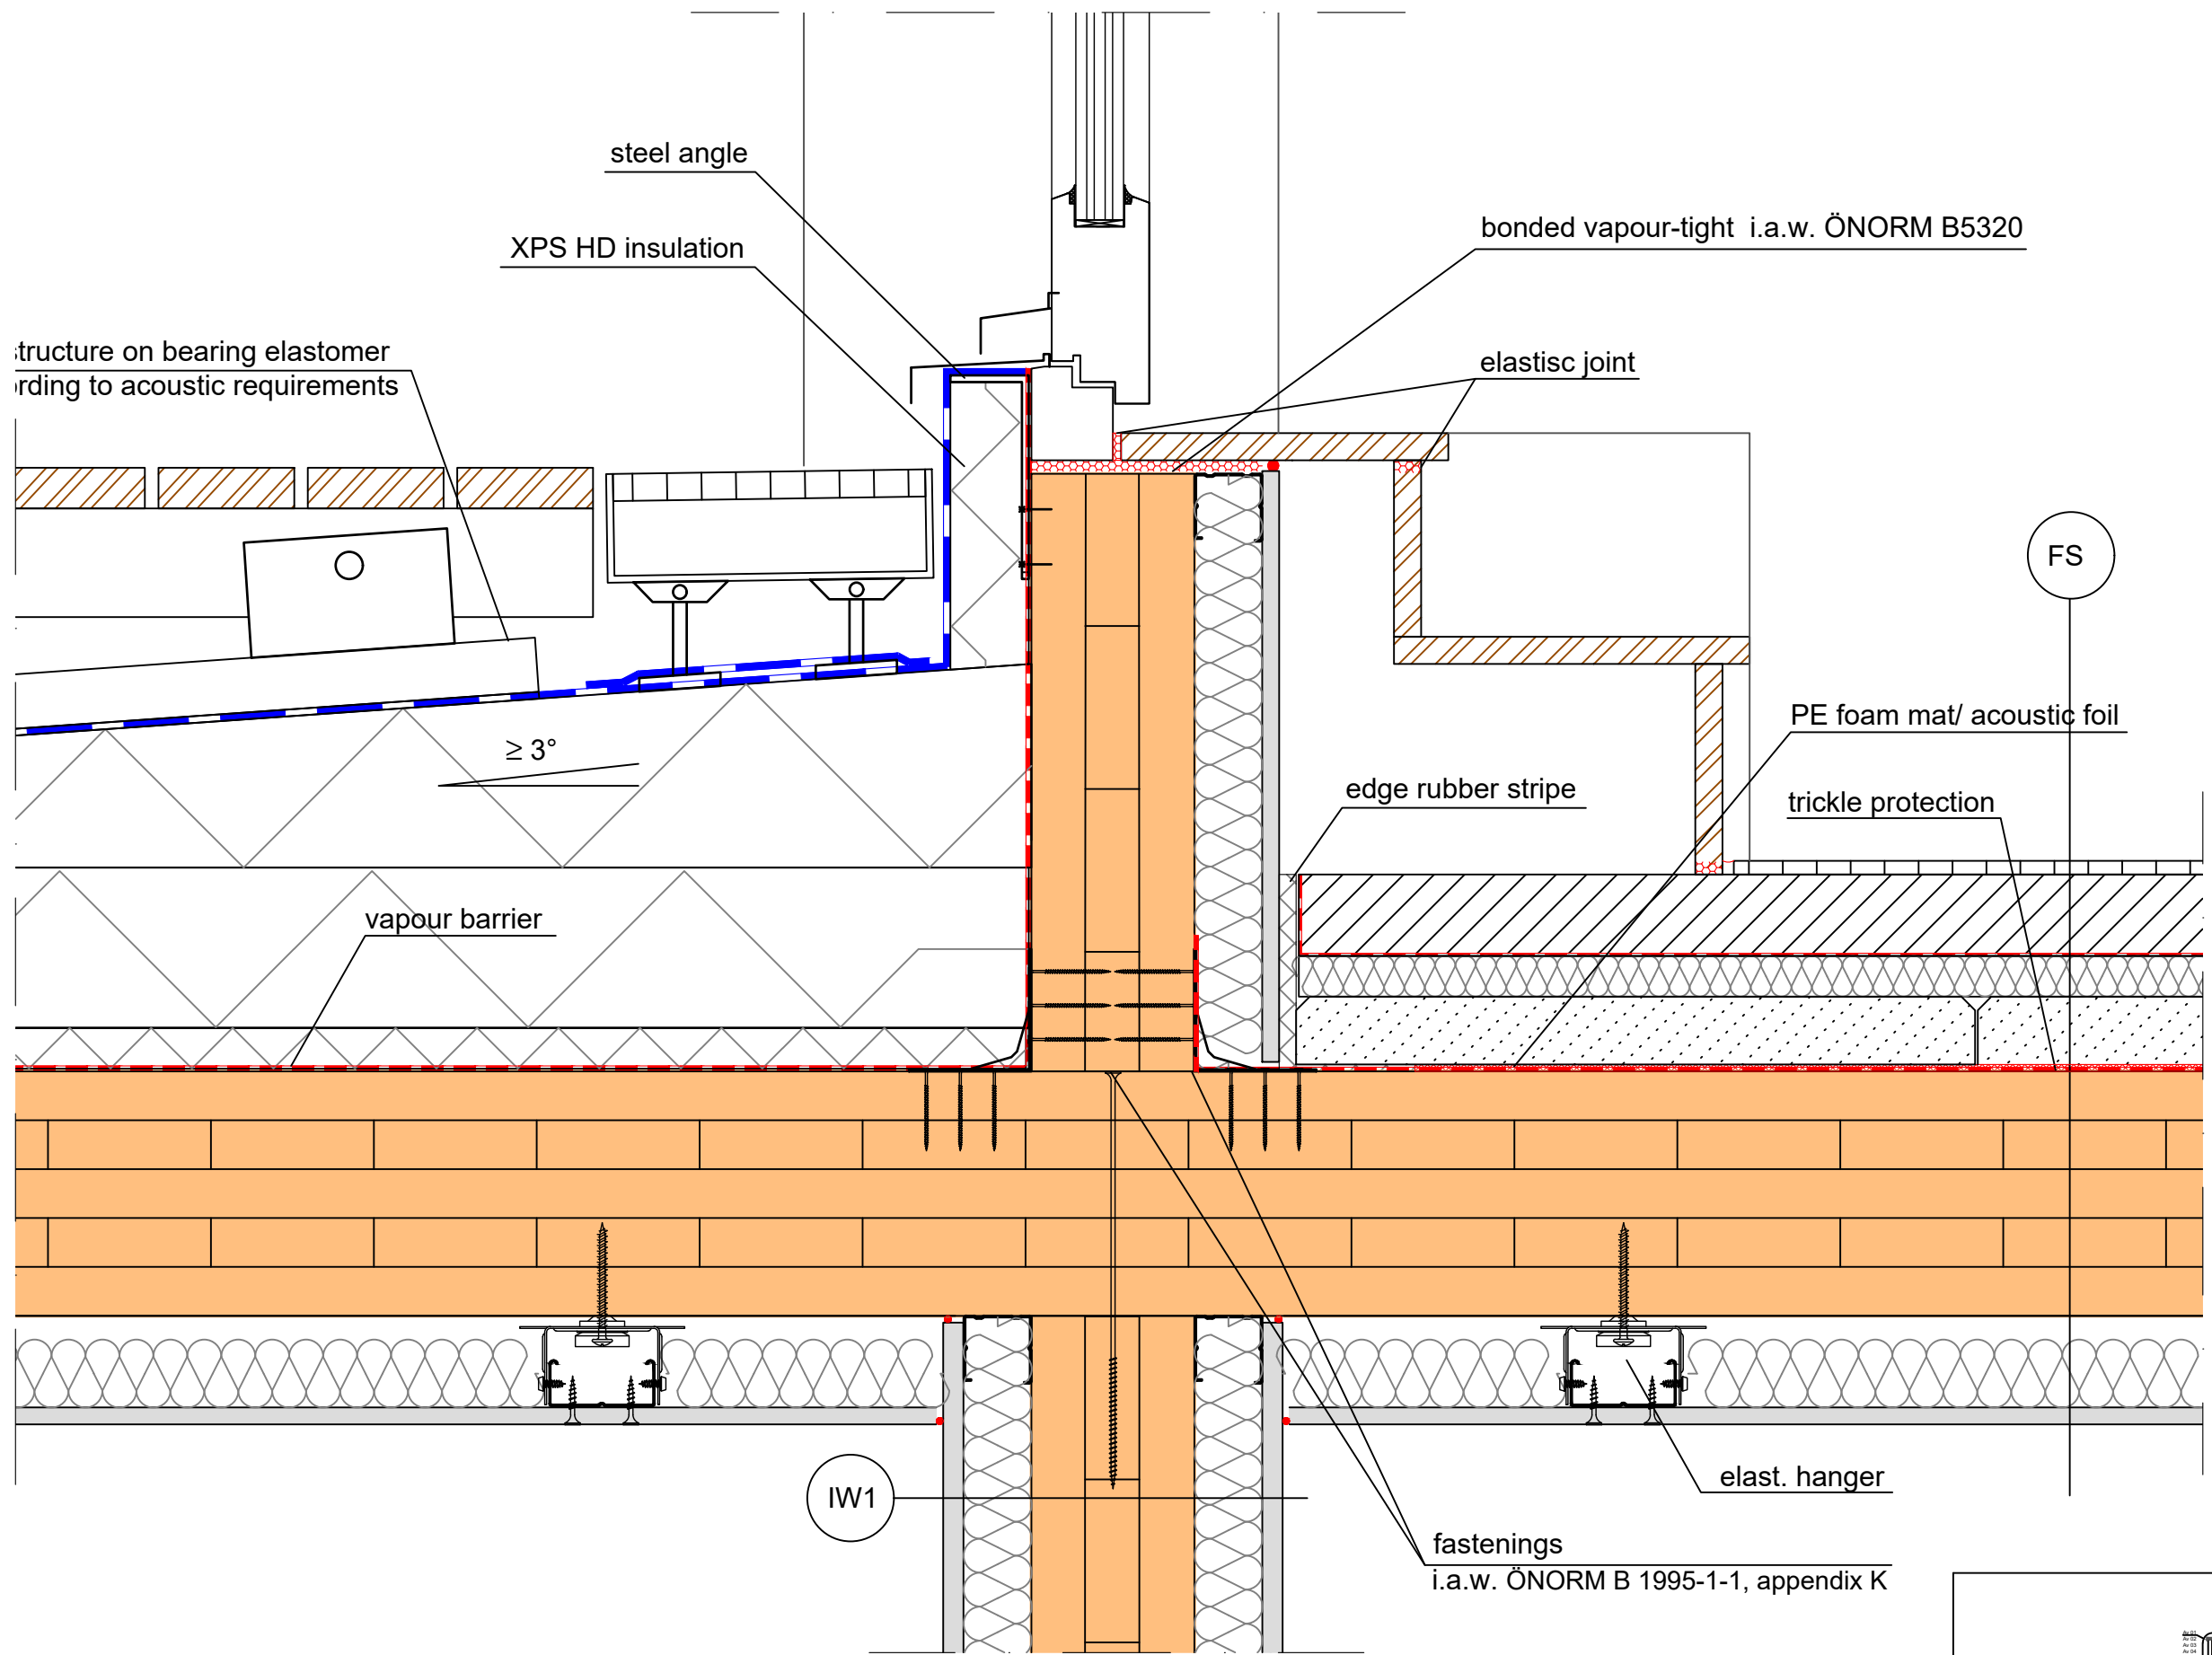 steel angle
XPS HD insulation
bonded vapour-tight i.a.w. ÖNORM B5320
structure on bearing elastomer
ording to acoustic requirements
elastisc joint
FS
≥ 3°
PE foam mat/ acoustic foil
edge rubber stripe
trickle protection
vapour barrier
IW1
elast. hanger
fastenings
i.a.w. ÖNORM B 1995-1-1, appendix K